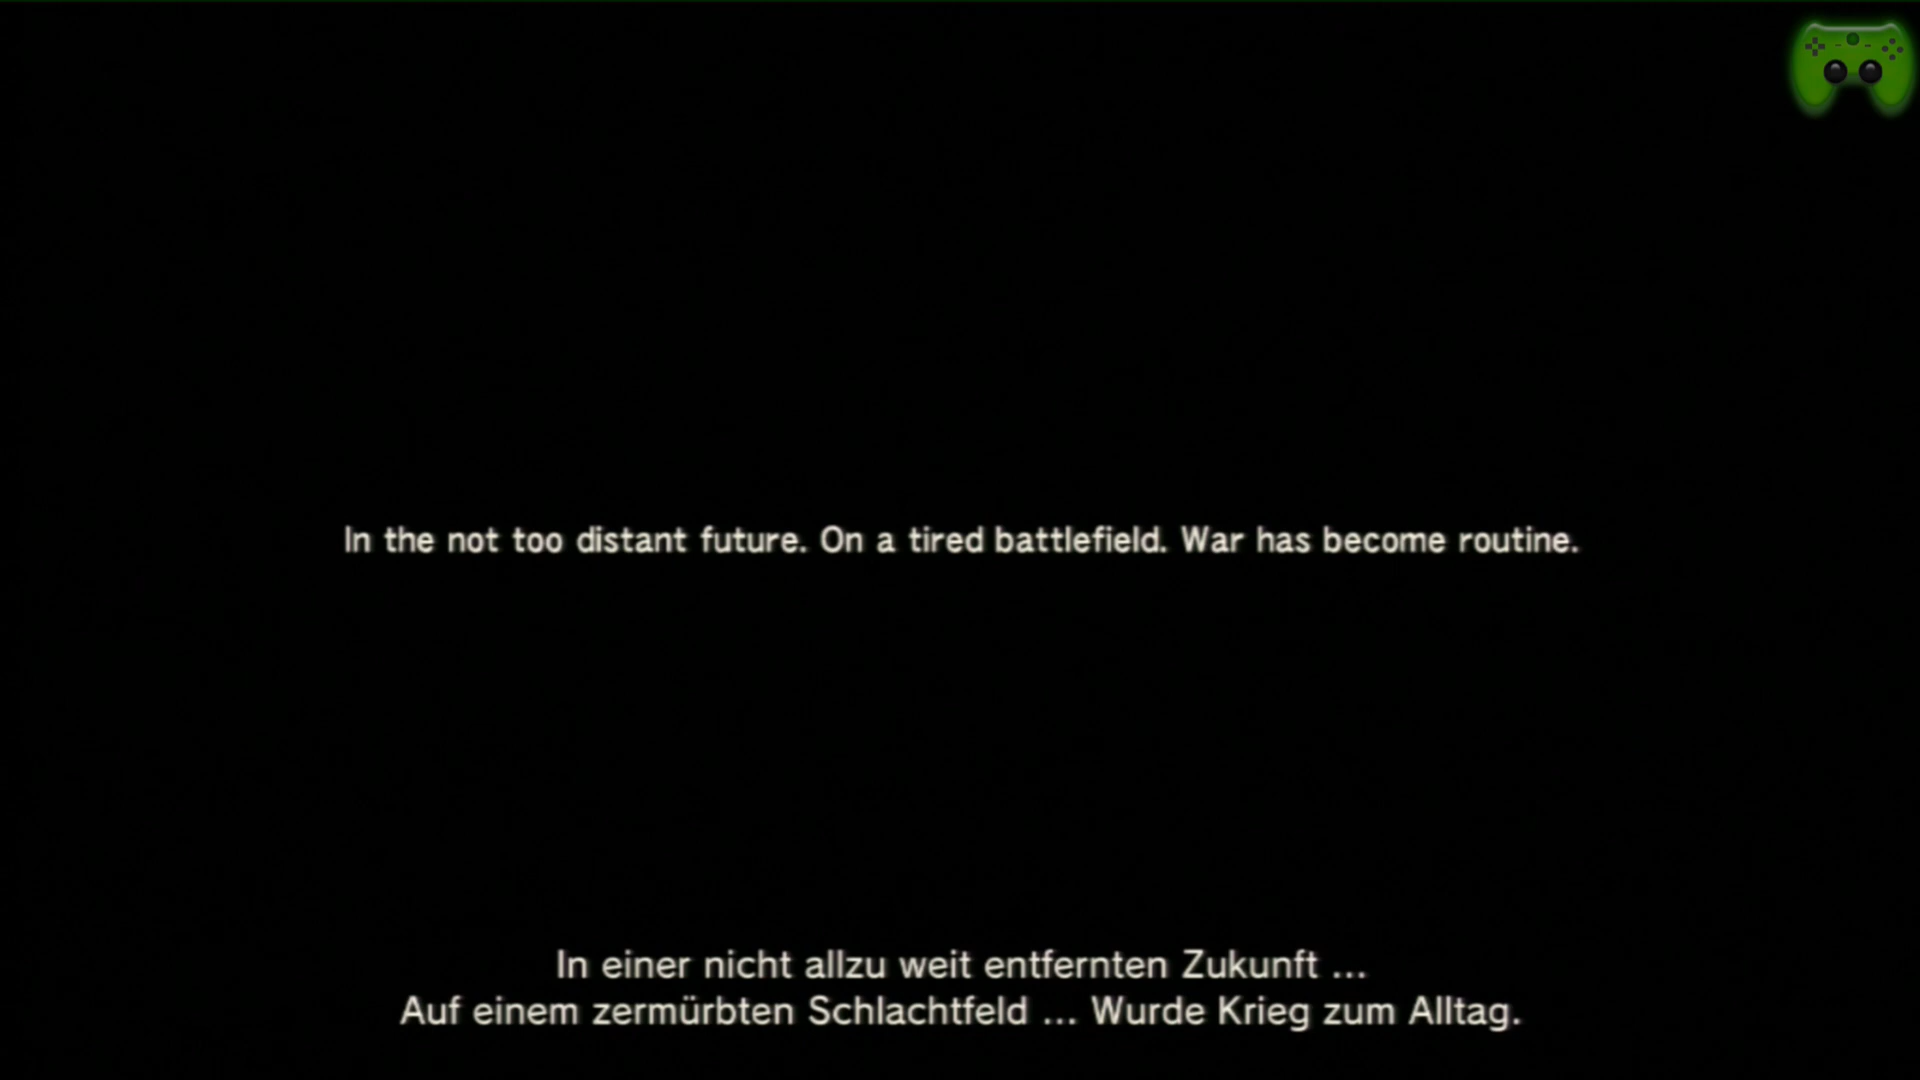 In the not too distant future. On a tired battlefield. War has become routine.
In einer nicht allzu weit entfernten Zukunft ...
Auf einem zermürbten Schlachtfeld ... Wurde Krieg zum Alltag.